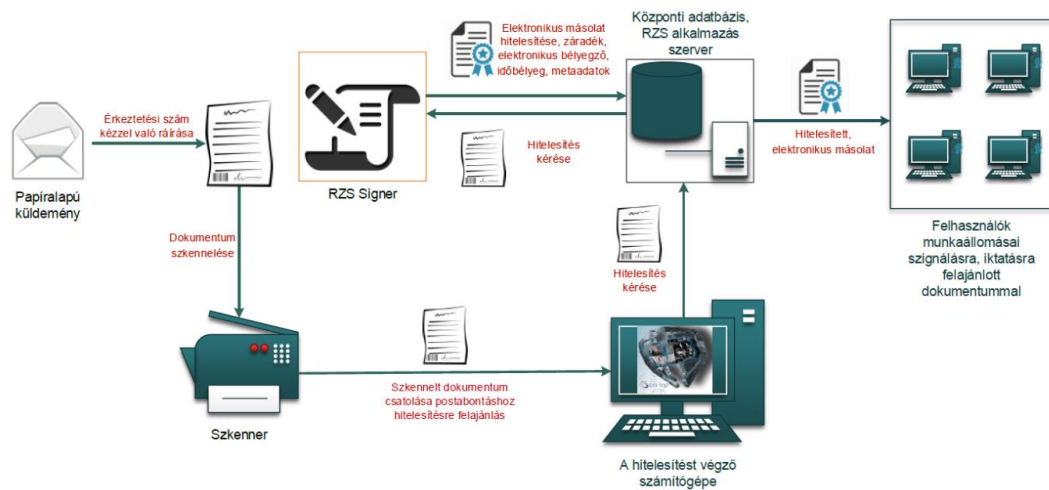 Központi adatbázis,
RZS alkalmazás
szerver
Elektronikus másolat
hitelesítése, záradék,
elektronikus bélyegző,
időbélyeg, metaadatok
Érkeztetési szám
kézzel való ráírása
Hitelesítés
kérése
Hitelesített,
elektronikus másolat
Papíralapú
küldemény
RZS Signer
Felhasználók
munkaállomásai
szignálásra, iktatásra
felajánlott
dokumentummal
Dokumentum
szkennelése
Hitelesítés
kérése
Szkennelt dokumentum
csatolása postabontáshoz
hitelesítésre felajánlás
Szkenner
A hitelesítést végző
számítógépe